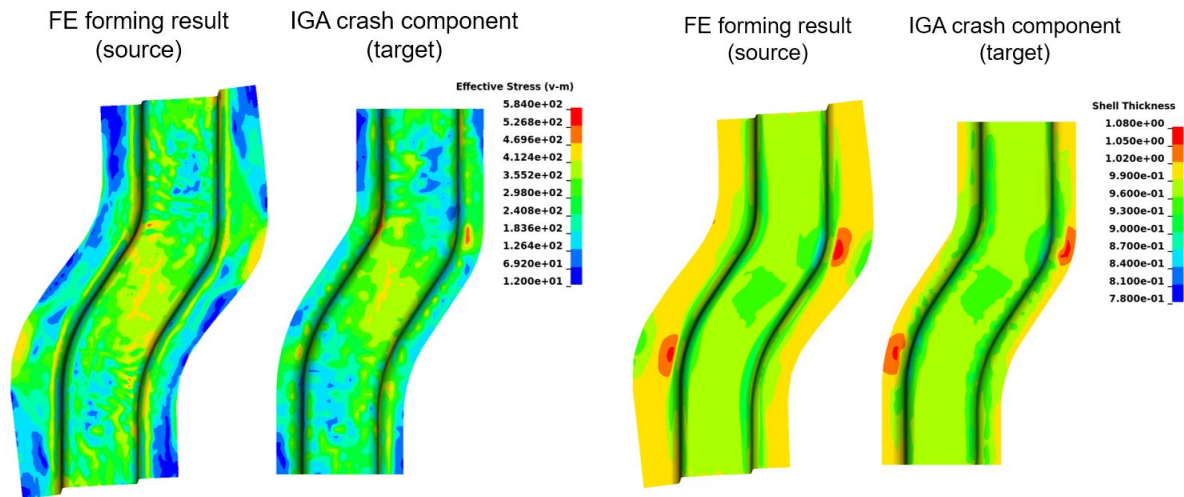 FE forming result
(source)
IGA crash component
(target)
Effective Stress (v-m)
5.840e+02
5.268e+02
4.696e+02
4.124e+02
3.552e+02
2.980e+02
2.408e+02
1.836e+02
1.264e+02
6.920e+01
1.200e+01
FE forming result
(source)
IGA crash component
(target)
Shell Thickness
1.080e+00
1.050e+00
1.020e+00
9.900e-01
9.600e-01
9.300e-01
9.000e-01
8.700e-01
8.400e-01
8.100e-01
7.800e-01